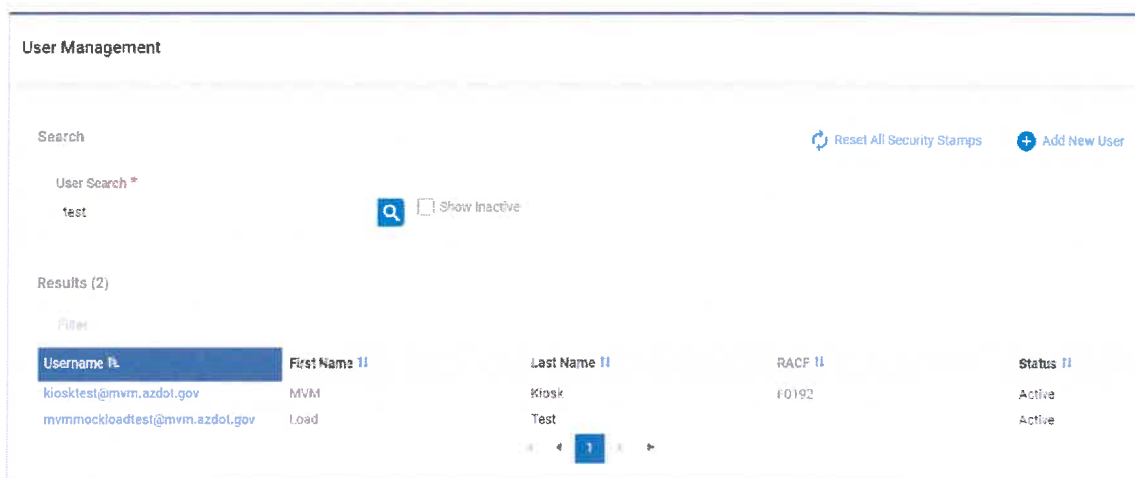 User Management
Search
Reset All Security Stamps
Add New User
User Search *
test
Show Inactive
Results (2)
Filter
Username First Name Last Name RACF Status
kiosktest@mvm.azdot.gov MVM Kiosk F0192 Active
mvmmockloadtest@mvm.azdot.gov Load Test Active
1